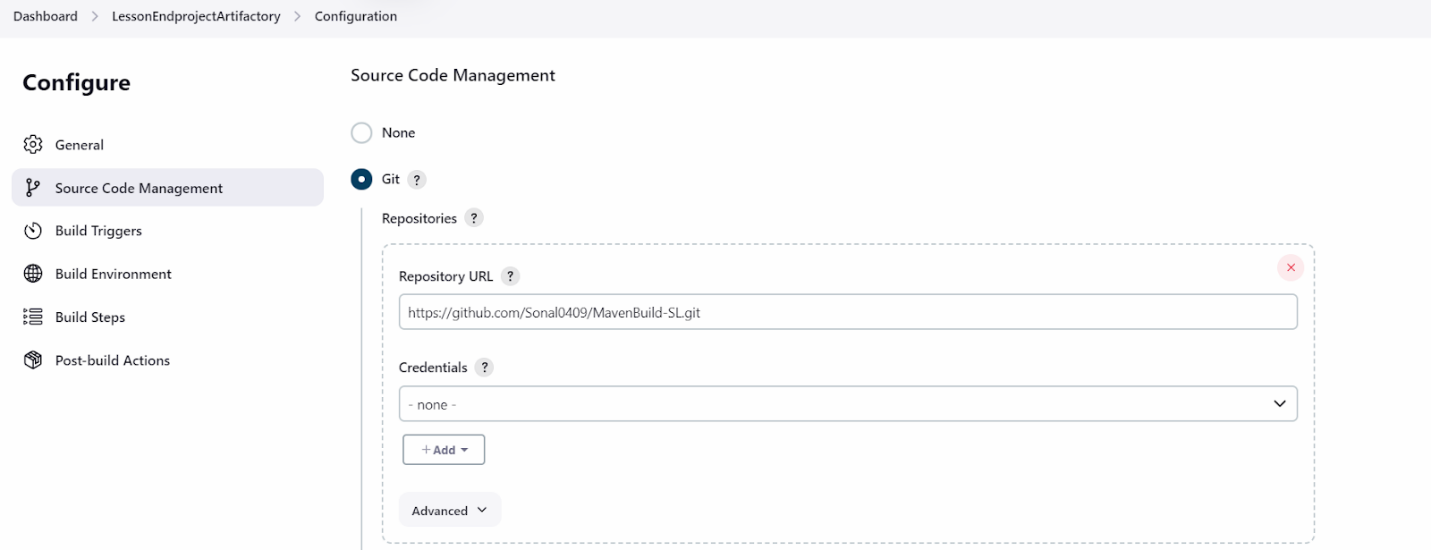 Dashboard > LessonEndprojectArtifactory > Configuration
Configure
General
Source Code Management
Build Triggers
Build Environment
Build Steps
Post-build Actions
Source Code Management
None
Git ?
Repositories ?
Repository URL ?
https://github.com/Sonal0409/MavenBuild-SL.git
Credentials ?
- none -
+ Add
Advanced